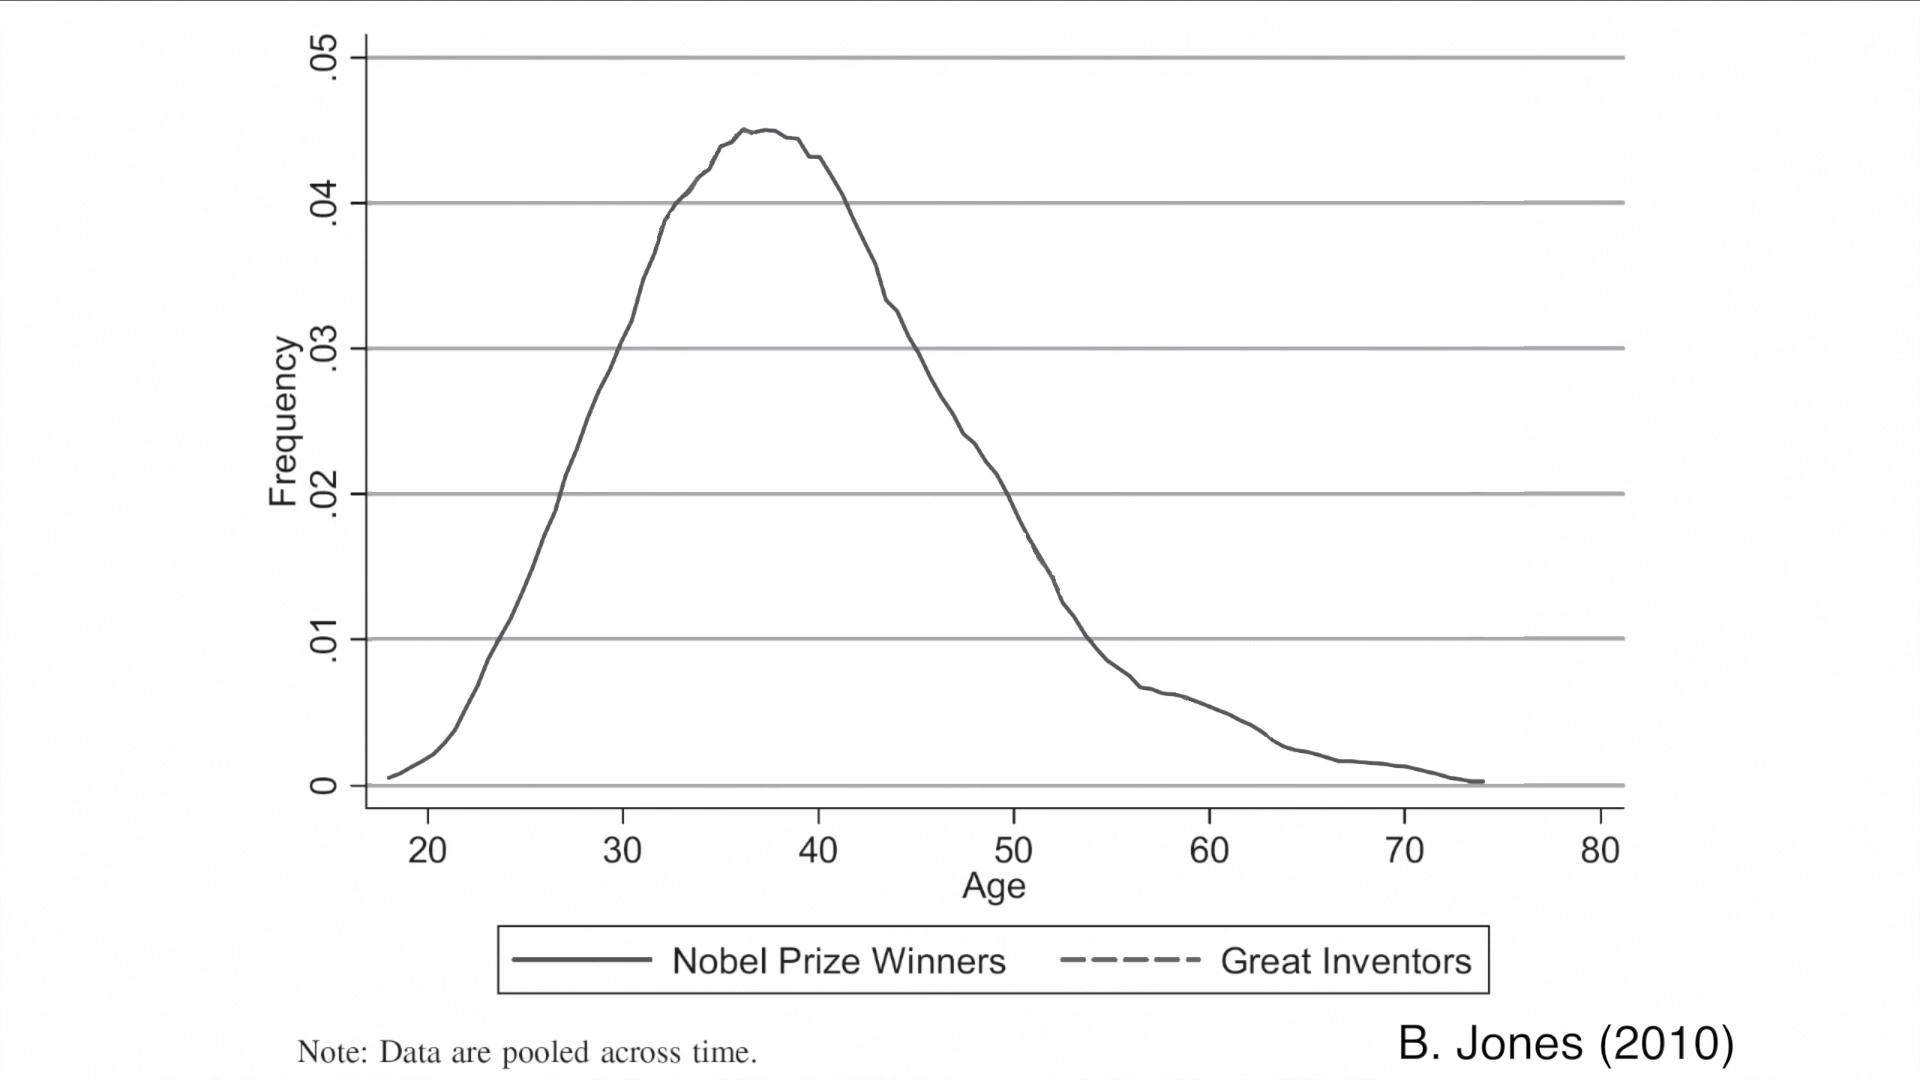 .05
.04
.03
.02
.01
0
Frequency
20 30 40 50 60 70 80
Age
Nobel Prize Winners Great Inventors
Note: Data are pooled across time.
B. Jones (2010)